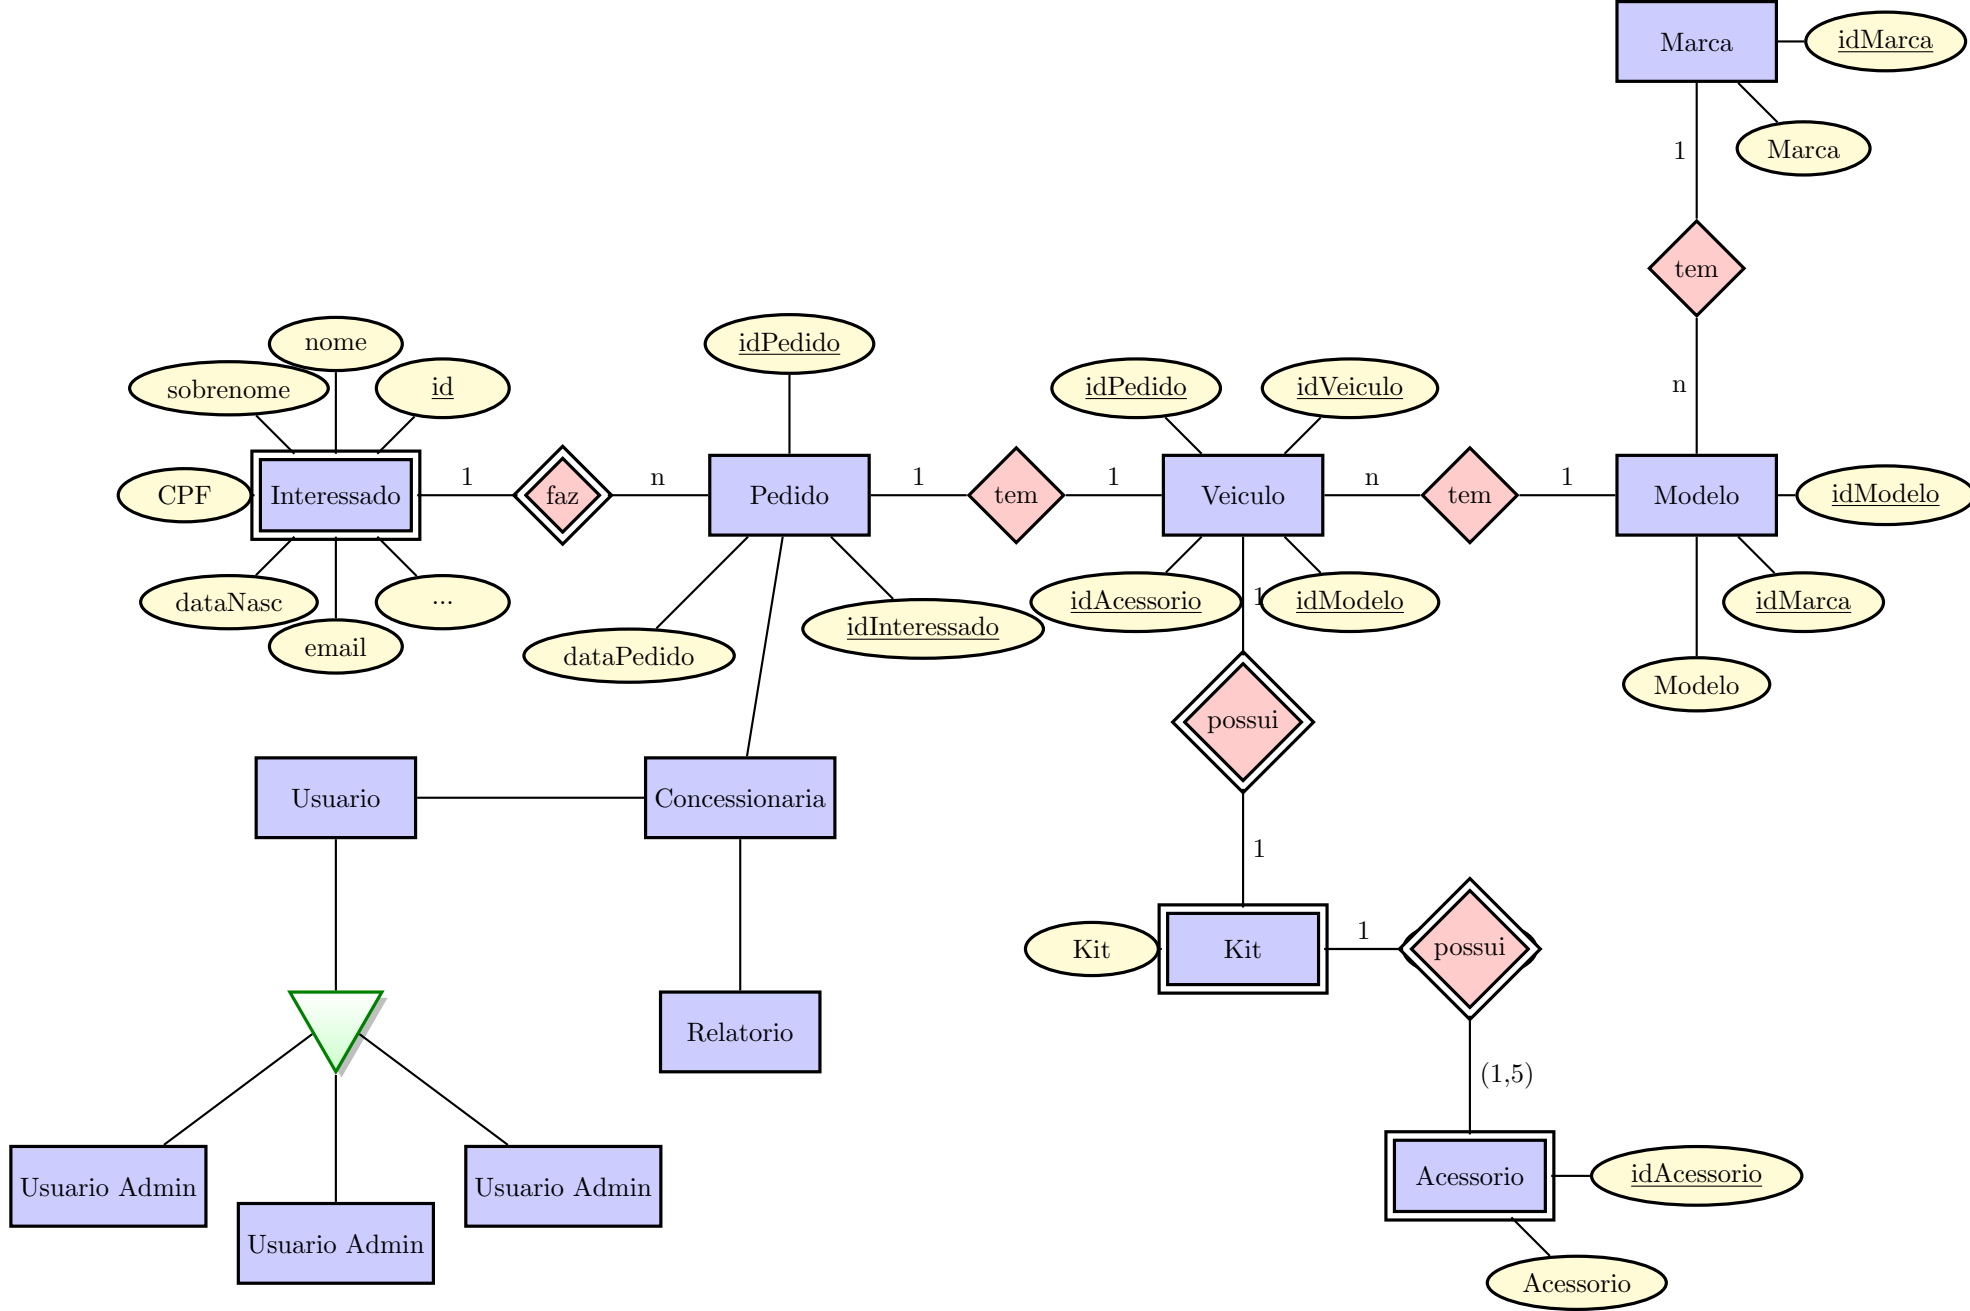 Marca
idMarca
Marca
1
tem
n
nome
sobrenome
id
CPF
Interessado
dataNasc
email
...
1
faz
n
idPedido
Pedido
dataPedido
idInteressado
1
tem
1
idPedido
idVeiculo
Veiculo
idAcessorio
1
idModelo
n
tem
1
Modelo
idModelo
idMarca
Modelo
possui
1
Usuario
Concessionaria
Relatorio
Kit
Kit
1
possui
(1,5)
Acessorio
idAcessorio
Acessorio
Usuario Admin
Usuario Admin
Usuario Admin